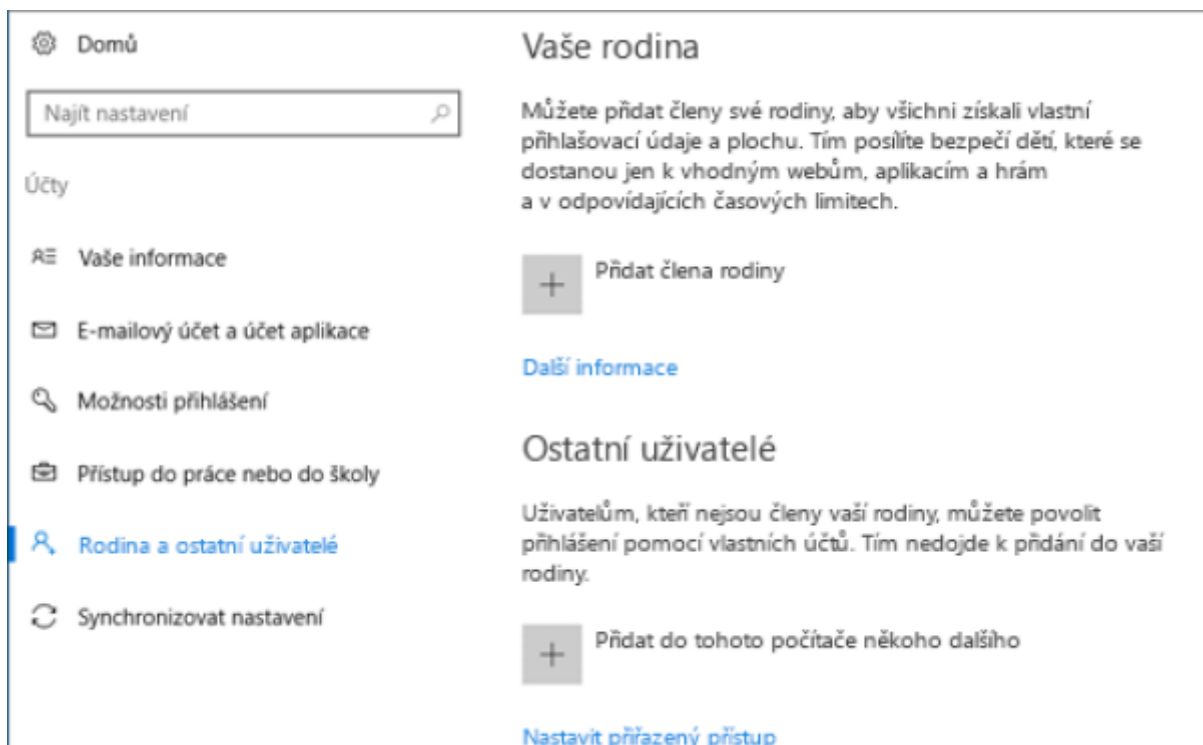 Domů
Najít nastavení
Účty
Vaše informace
E-mailový účet a účet aplikace
Možnosti přihlášení
Přístup do práce nebo do školy
Rodina a ostatní uživatelé
Synchronizovat nastavení
Vaše rodina
Můžete přidat členy své rodiny, aby všichni získali vlastní
přihlašovací údaje a plochu. Tím posílíte bezpečí dětí, které se
dostanou jen k vhodným webům, aplikacím a hrám
a v odpovídajících časových limitech.
Přidat člena rodiny
Další informace
Ostatní uživatelé
Uživatelům, kteří nejsou členy vaší rodiny, můžete povolit
přihlášení pomocí vlastních účtů. Tím nedojde k přidání do vaší
rodiny.
Přidat do tohoto počítače někoho dalšího
Nastavit přiřazený přístup